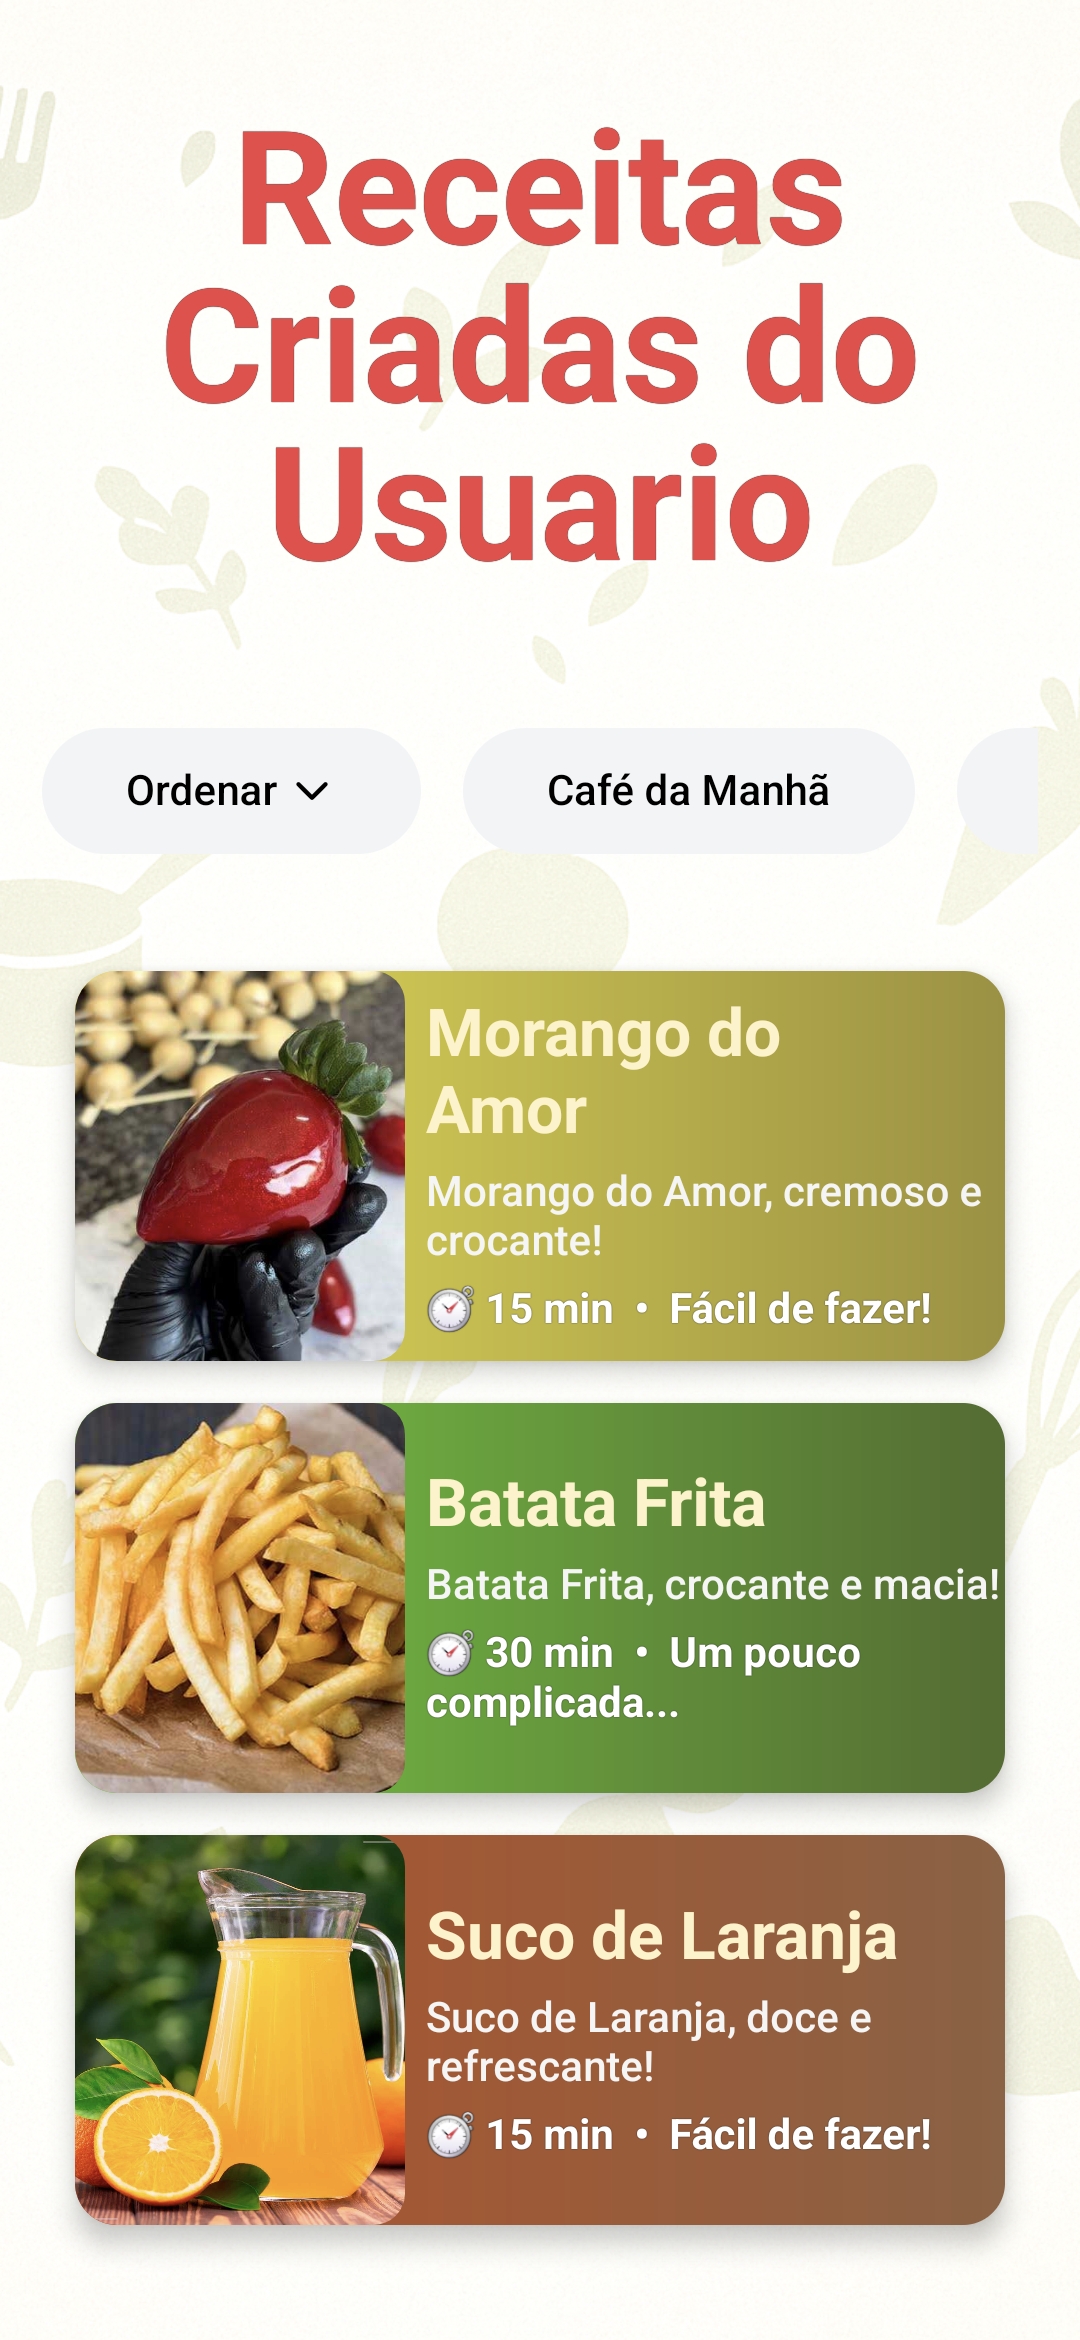 Receitas
Criadas do
Usuario
Ordenar
Café da Manhã
Morango do
Amor
Morango do Amor, cremoso e
crocante!
⏱ 15 min • Fácil de fazer!
Batata Frita
Batata Frita, crocante e macia!
⏱ 30 min • Um pouco
complicada...
Suco de Laranja
Suco de Laranja, doce e
refrescante!
⏱ 15 min • Fácil de fazer!